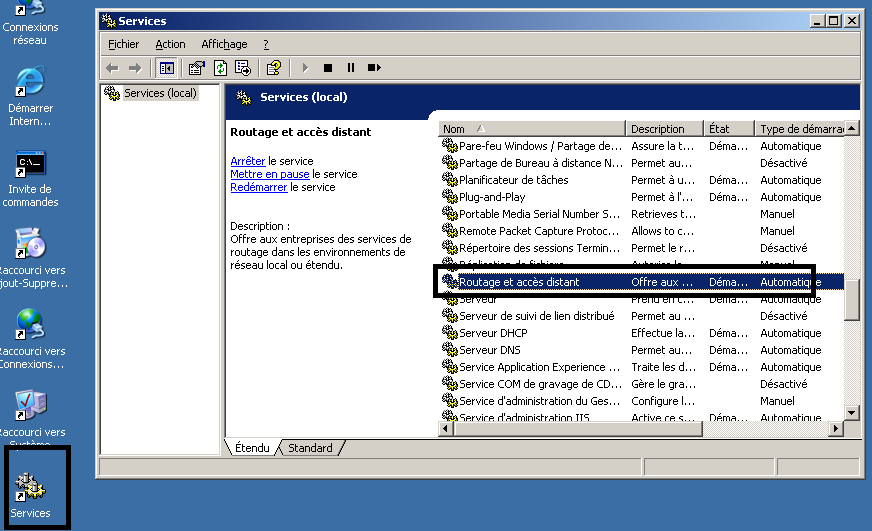 Connexions
réseau
Démarrer
Intern...
Invite de
commandes
Raccourci vers
jout-Suppre...
Raccourci vers
Connexions...
Raccourci vers
Système
Services
Services
Fichier Action Affichage ?
Services (local)
Services (local)
Routage et accès distant
Arrêter le service
Mettre en pause le service
Redémarrer le service
Description :
Offre aux entreprises des services de
routage dans les environnements de
réseau local ou étendu.
Nom Description État Type de démarra
Pare-feu Windows / Partage de... Assure la t... Déma... Automatique
Partage de Bureau à distance N... Permet au... Désactivé
Planificateur de tâches Permet à u... Déma... Automatique
Plug-and-Play Permet à l'... Déma... Automatique
Portable Media Serial Number S... Retrieves t... Manuel
Remote Packet Capture Protoc... Allows to c... Manuel
Répertoire des sessions Termin... Permet le r... Désactivé
Réplication de fichiers Autorise la... Manuel
Routage et accès distant Offre aux ... Déma... Automatique
Serveur Prend en c... Déma... Automatique
Serveur de suivi de lien distribué Permet au ... Désactivé
Serveur DHCP Effectue la... Déma... Automatique
Serveur DNS Permet au... Déma... Automatique
Service Application Experience ... Traite les d... Déma... Automatique
Service COM de gravage de CD... Gère le gra... Désactivé
Service d'administration du Ges... Configure l... Manuel
Service d'administration IIS Active ce s... Déma... Automatique
Étendu Standard